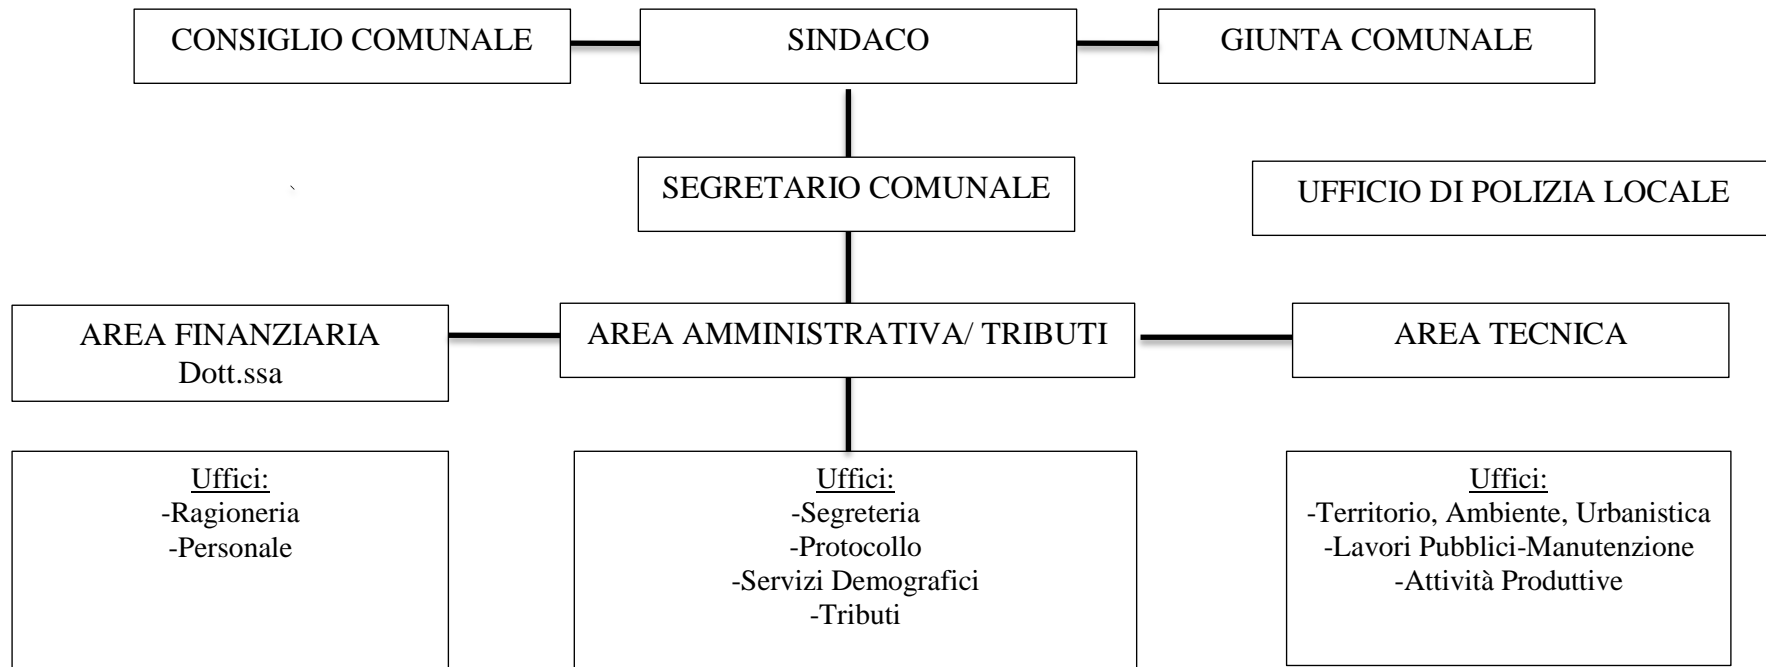 CONSIGLIO COMUNALE
SINDACO
GIUNTA COMUNALE
SEGRETARIO COMUNALE
UFFICIO DI POLIZIA LOCALE
AREA FINANZIARIA
Dott.ssa
AREA AMMINISTRATIVA/ TRIBUTI
AREA TECNICA
Uffici:
-Ragioneria
-Personale
Uffici:
-Segreteria
-Protocollo
-Servizi Demografici
-Tributi
Uffici:
-Territorio, Ambiente, Urbanistica
-Lavori Pubblici-Manutenzione
-Attività Produttive